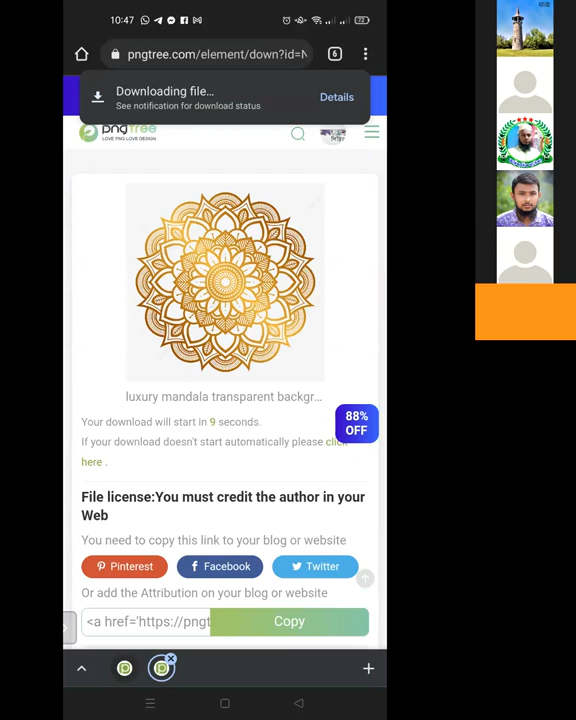 10:47
72
pngtree.com/element/down?id=N
6
Downloading file...
See notification for download status
Details
pngtree
LOVE PNG LOVE DESIGN
luxury mandala transparent backgr...
Your download will start in 9 seconds.
88%
OFF
If your download doesn't start automatically please click
here .
File license:You must credit the author in your
Web
You need to copy this link to your blog or website
Pinterest
Facebook
Twitter
Or add the Attribution on your blog or website
<a href='https://pngt
Copy